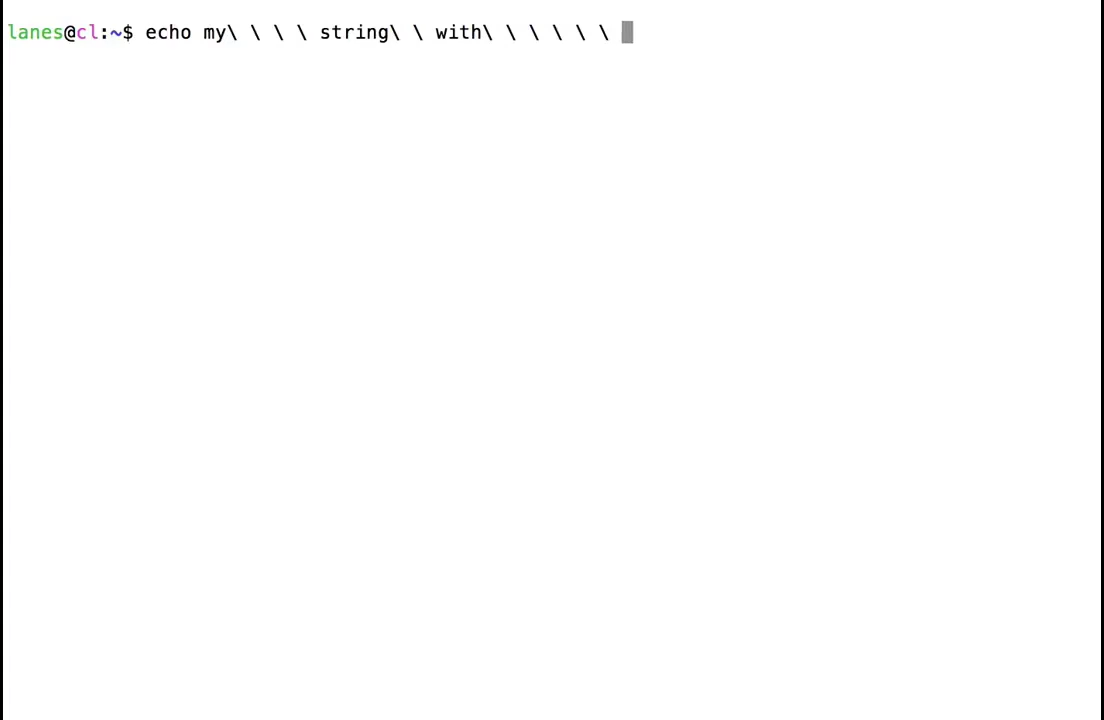 lanes@cl:~$ echo my\ \ \ \ string\ \ with\ \ \ \ \ \